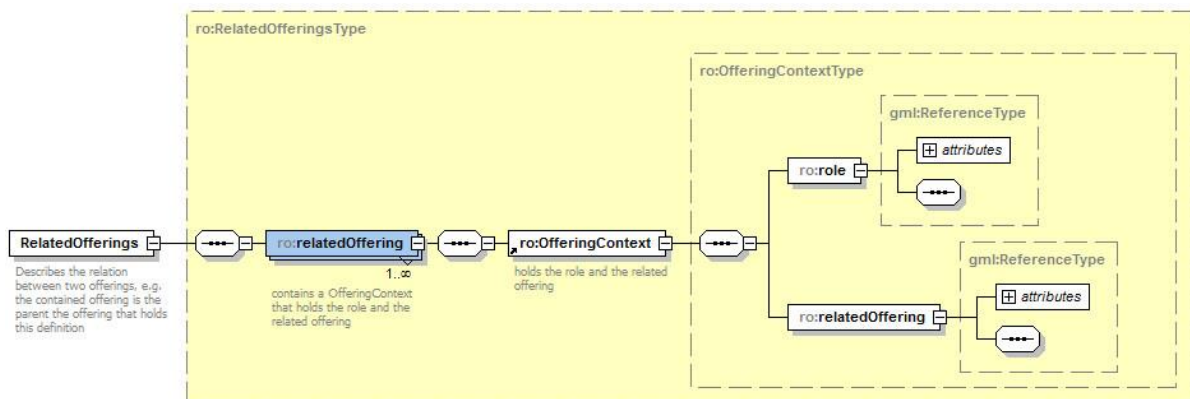 ro:RelatedOfferingsType
ro:OfferingContextType
gml:ReferenceType
attributes
ro:role
RelatedOfferings
Describes the relation
between two offerings, e.g.
the contained offering is the
parent the offering that holds
this definition
ro:relatedOffering
1..∞
contains a OfferingContext
that holds the role and the
related offering
ro:OfferingContext
holds the role and the related
offering
gml:ReferenceType
attributes
ro:relatedOffering